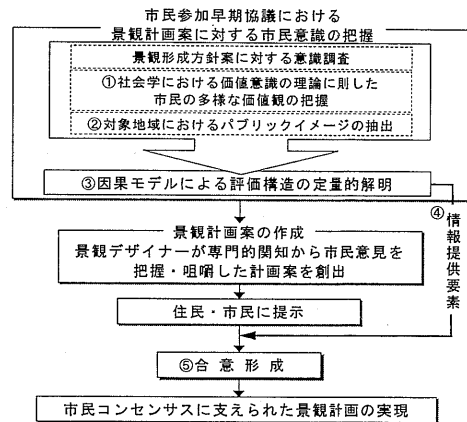 市民参加早期協議における
景観計画案に対する市民意識の把握
景観形成方針案に対する意識調査
①社会学における価値意識の理論に則した
市民の多様な価値観の把握
②対象地域におけるパブリックイメージの抽出
③因果モデルによる評価構造の定量的解明
④
情報提供要素
景観計画案の作成
景観デザイナーが専門的関知から市民意見を
把握・咀嚼した計画案を創出
住民・市民に提示
⑤合意形成
市民コンセンサスに支えられた景観計画の実現